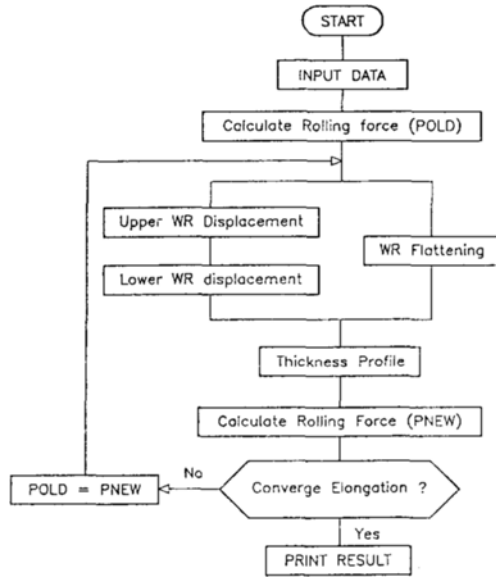 START
INPUT DATA
Calculate Rolling force (POLD)
Upper WR Displacement
WR Flattening
Lower WR displacement
Thickness Profile
Calculate Rolling Force (PNEW)
No
POLD = PNEW
Converge Elongation ?
Yes
PRINT RESULT